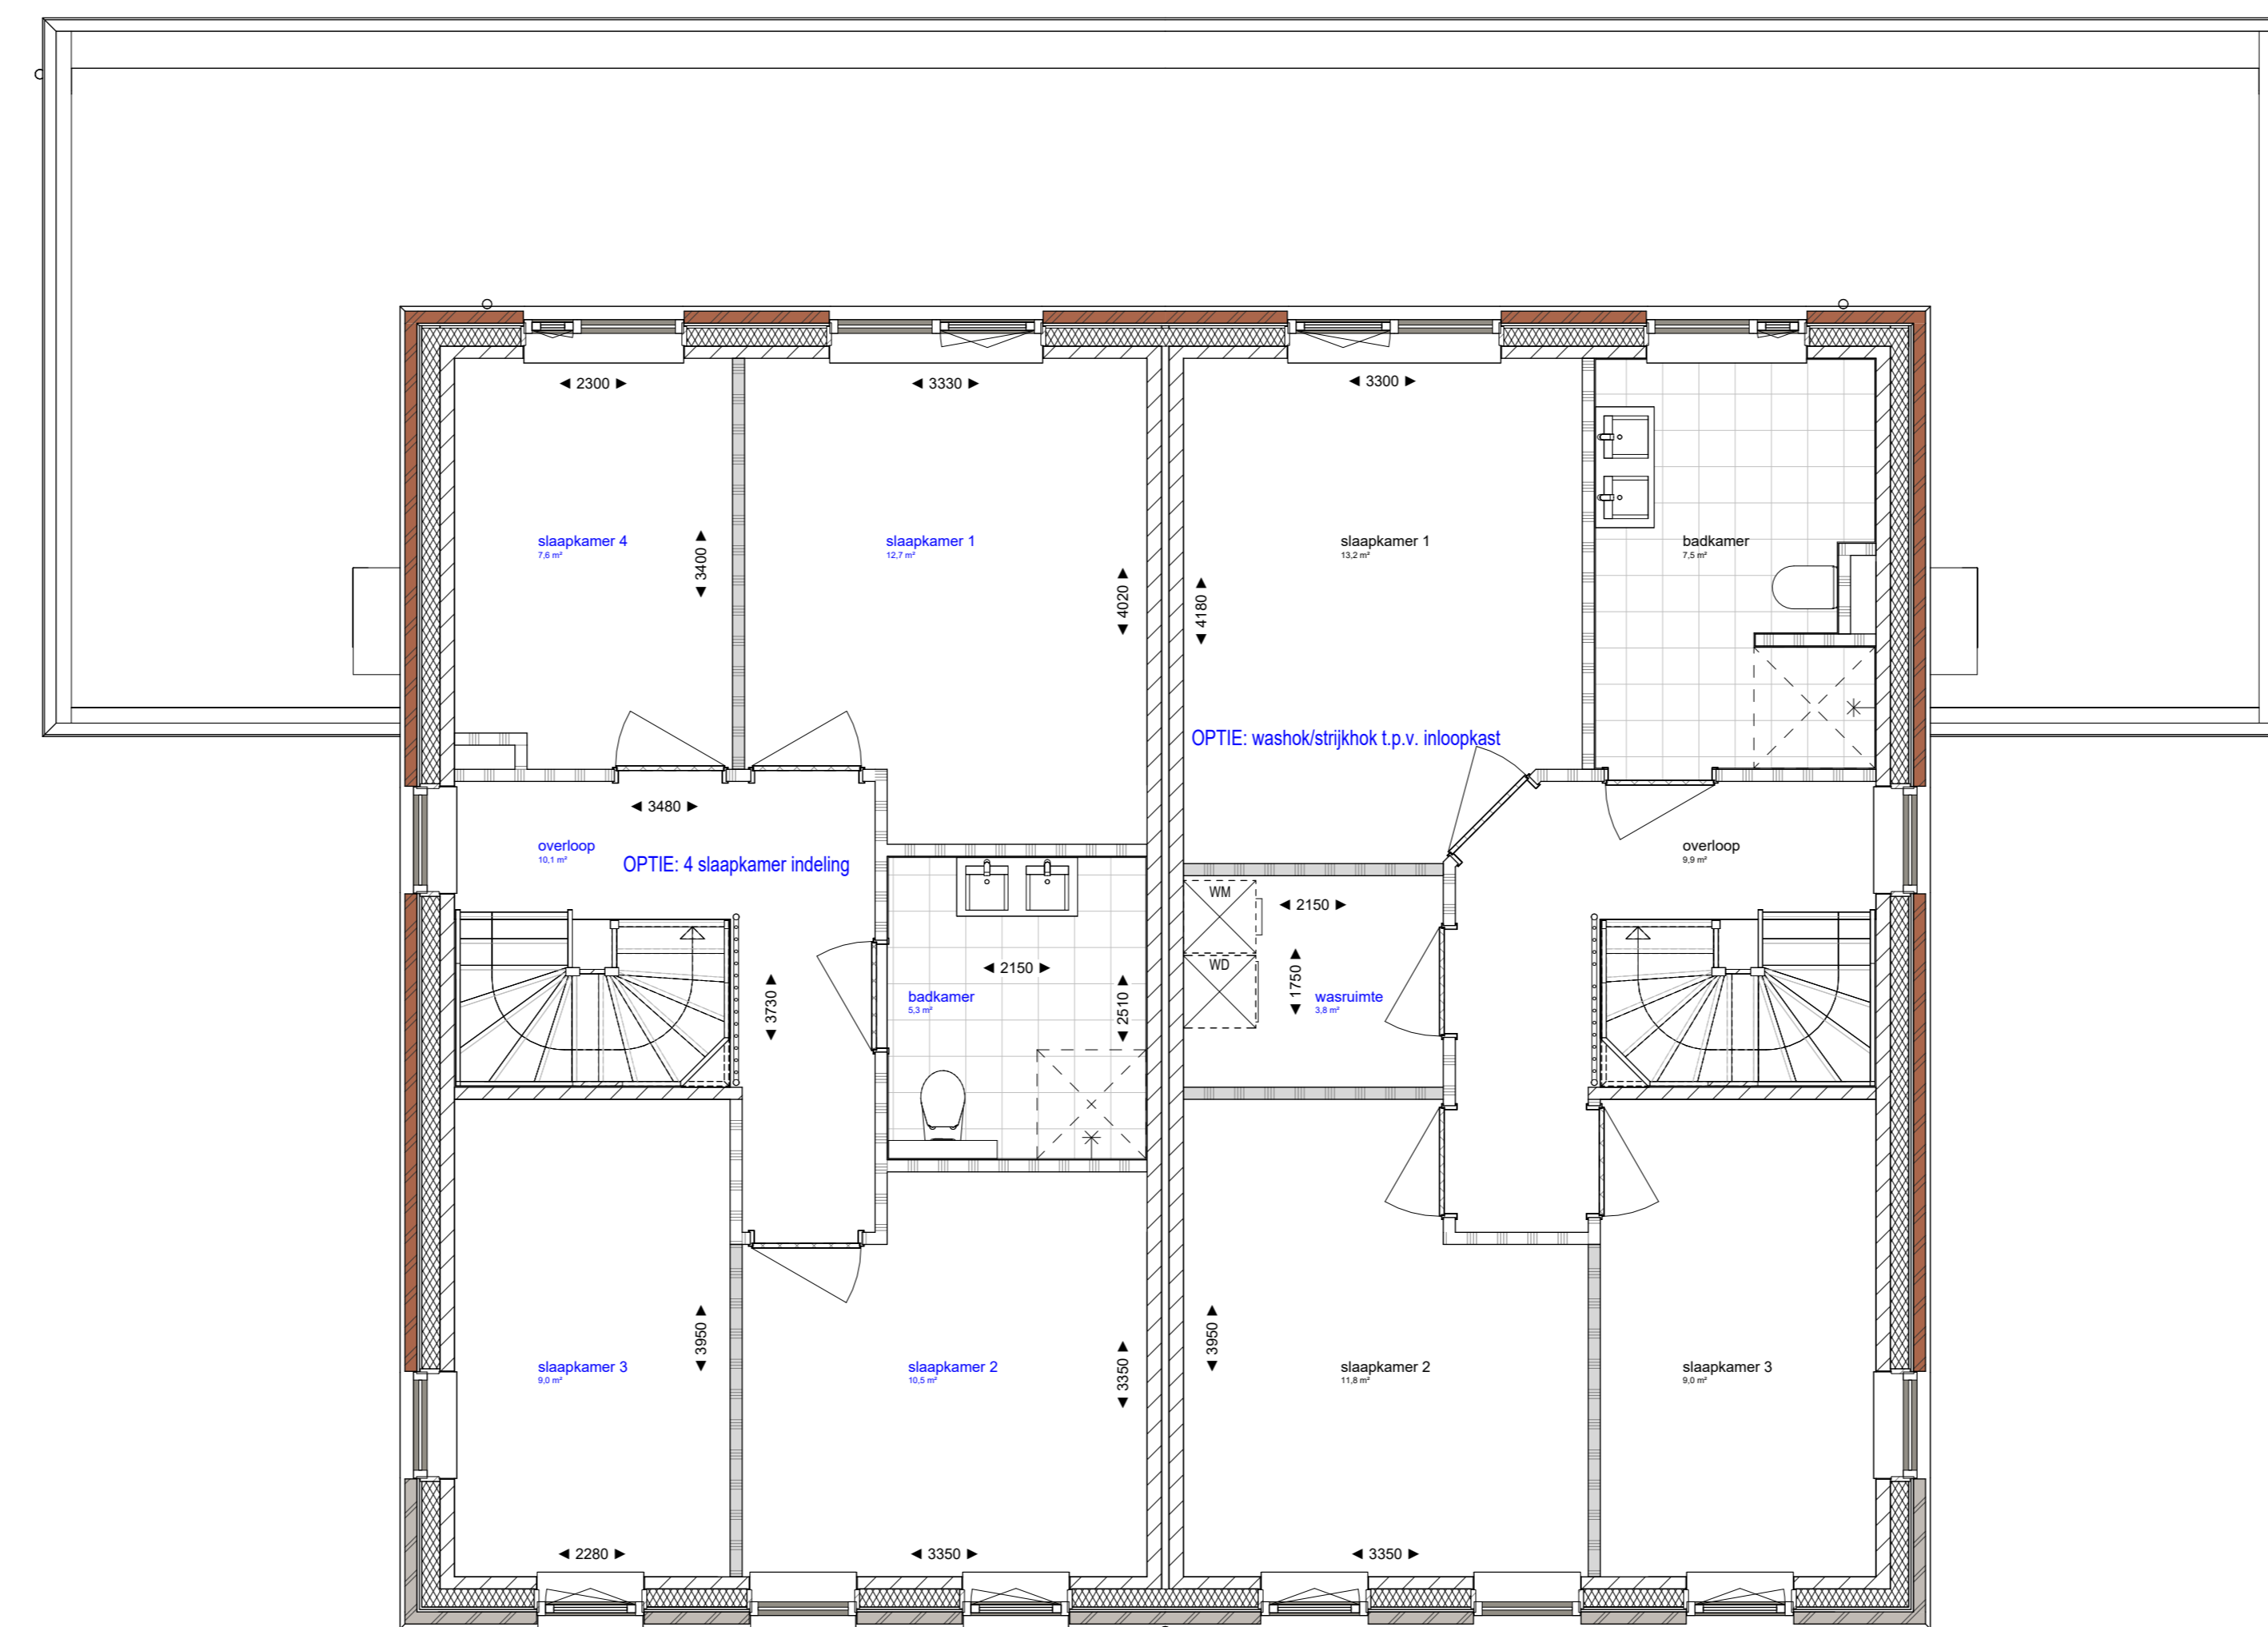 ◄ 2300 ►
◄ 3330 ►
◄ 3300 ►
slaapkamer 4
7,6 m²
◄ 3400 ►
slaapkamer 1
12,7 m²
◄ 4020 ►
◄ 4180 ►
slaapkamer 1
13,2 m²
badkamer
7,5 m²
OPTIE: washok/strijkhok t.p.v. inloopkast
◄ 3480 ►
overloop
10,1 m²
OPTIE: 4 slaapkamer indeling
overloop
9,9 m²
WM
◄ 2150 ►
WD
◄ 1750 ►
wasruimte
3,8 m²
◄ 3730 ►
◄ 2150 ►
badkamer
5,3 m²
◄ 2510 ►
slaapkamer 3
9,0 m²
◄ 3950 ►
slaapkamer 2
10,5 m²
◄ 3350 ►
◄ 3950 ►
slaapkamer 2
11,8 m²
slaapkamer 3
9,0 m²
◄ 2280 ►
◄ 3350 ►
◄ 3350 ►